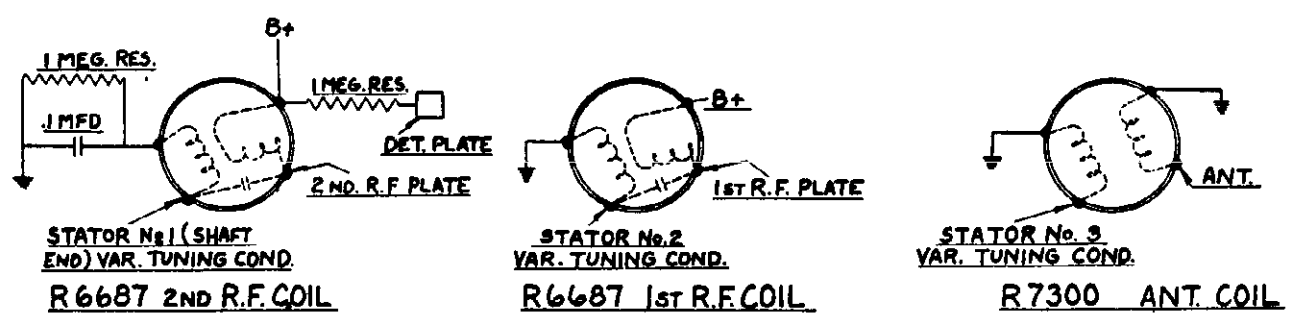 B+
1 MEG. RES.
1 MEG. RES.
.1 MFD
DET. PLATE
2 ND. R.F PLATE
STATOR No1 (SHAFT
END) VAR. TUNING COND.
R6687 2ND R.F. COIL
B+
1ST R.F. PLATE
STATOR No.2
VAR. TUNING COND.
R6687 1ST R.F. COIL
ANT.
STATOR No. 3
VAR. TUNING COND.
R7300 ANT. COIL